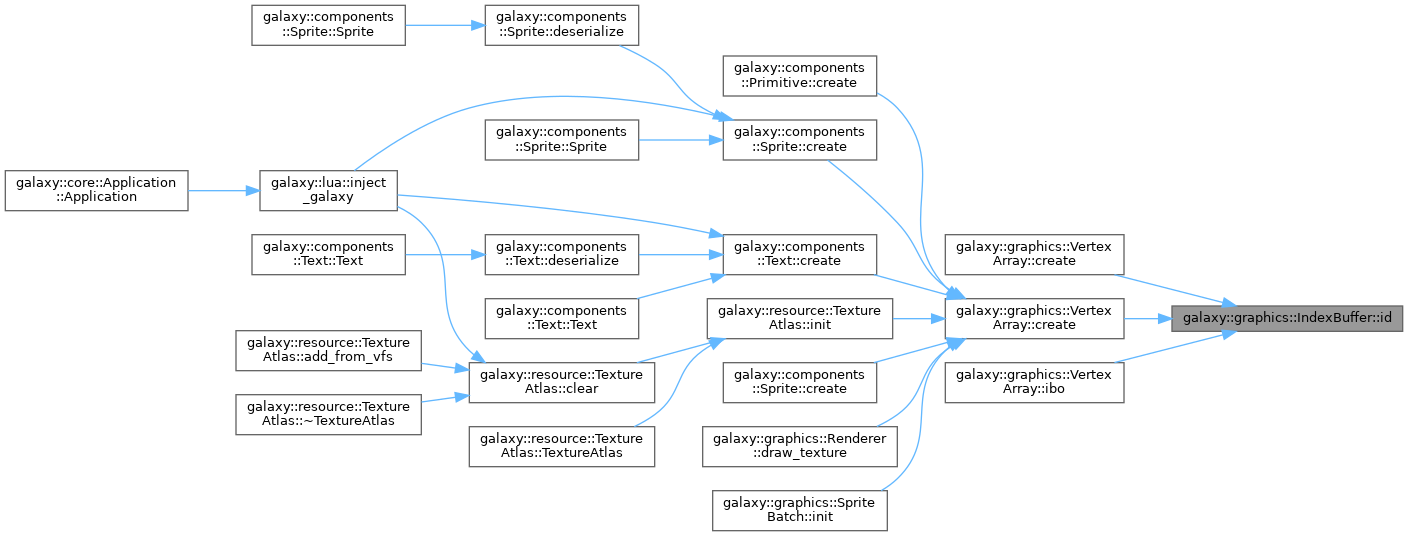 galaxy::components
::Sprite::Sprite
galaxy::components
::Sprite::deserialize
galaxy::components
::Primitive::create
galaxy::components
::Sprite::Sprite
galaxy::components
::Sprite::create
galaxy::core::Application
::Application
galaxy::lua::inject
_galaxy
galaxy::components
::Text::Text
galaxy::components
::Text::deserialize
galaxy::components
::Text::create
galaxy::graphics::Vertex
Array::create
galaxy::components
::Text::Text
galaxy::resource::Texture
Atlas::init
galaxy::graphics::Vertex
Array::create
galaxy::graphics::IndexBuffer::id
galaxy::resource::Texture
Atlas::add_from_vfs
galaxy::resource::Texture
Atlas::clear
galaxy::components
::Sprite::create
galaxy::graphics::Vertex
Array::ibo
galaxy::resource::Texture
Atlas::~TextureAtlas
galaxy::resource::Texture
Atlas::TextureAtlas
galaxy::graphics::Renderer
::draw_texture
galaxy::graphics::Sprite
Batch::init